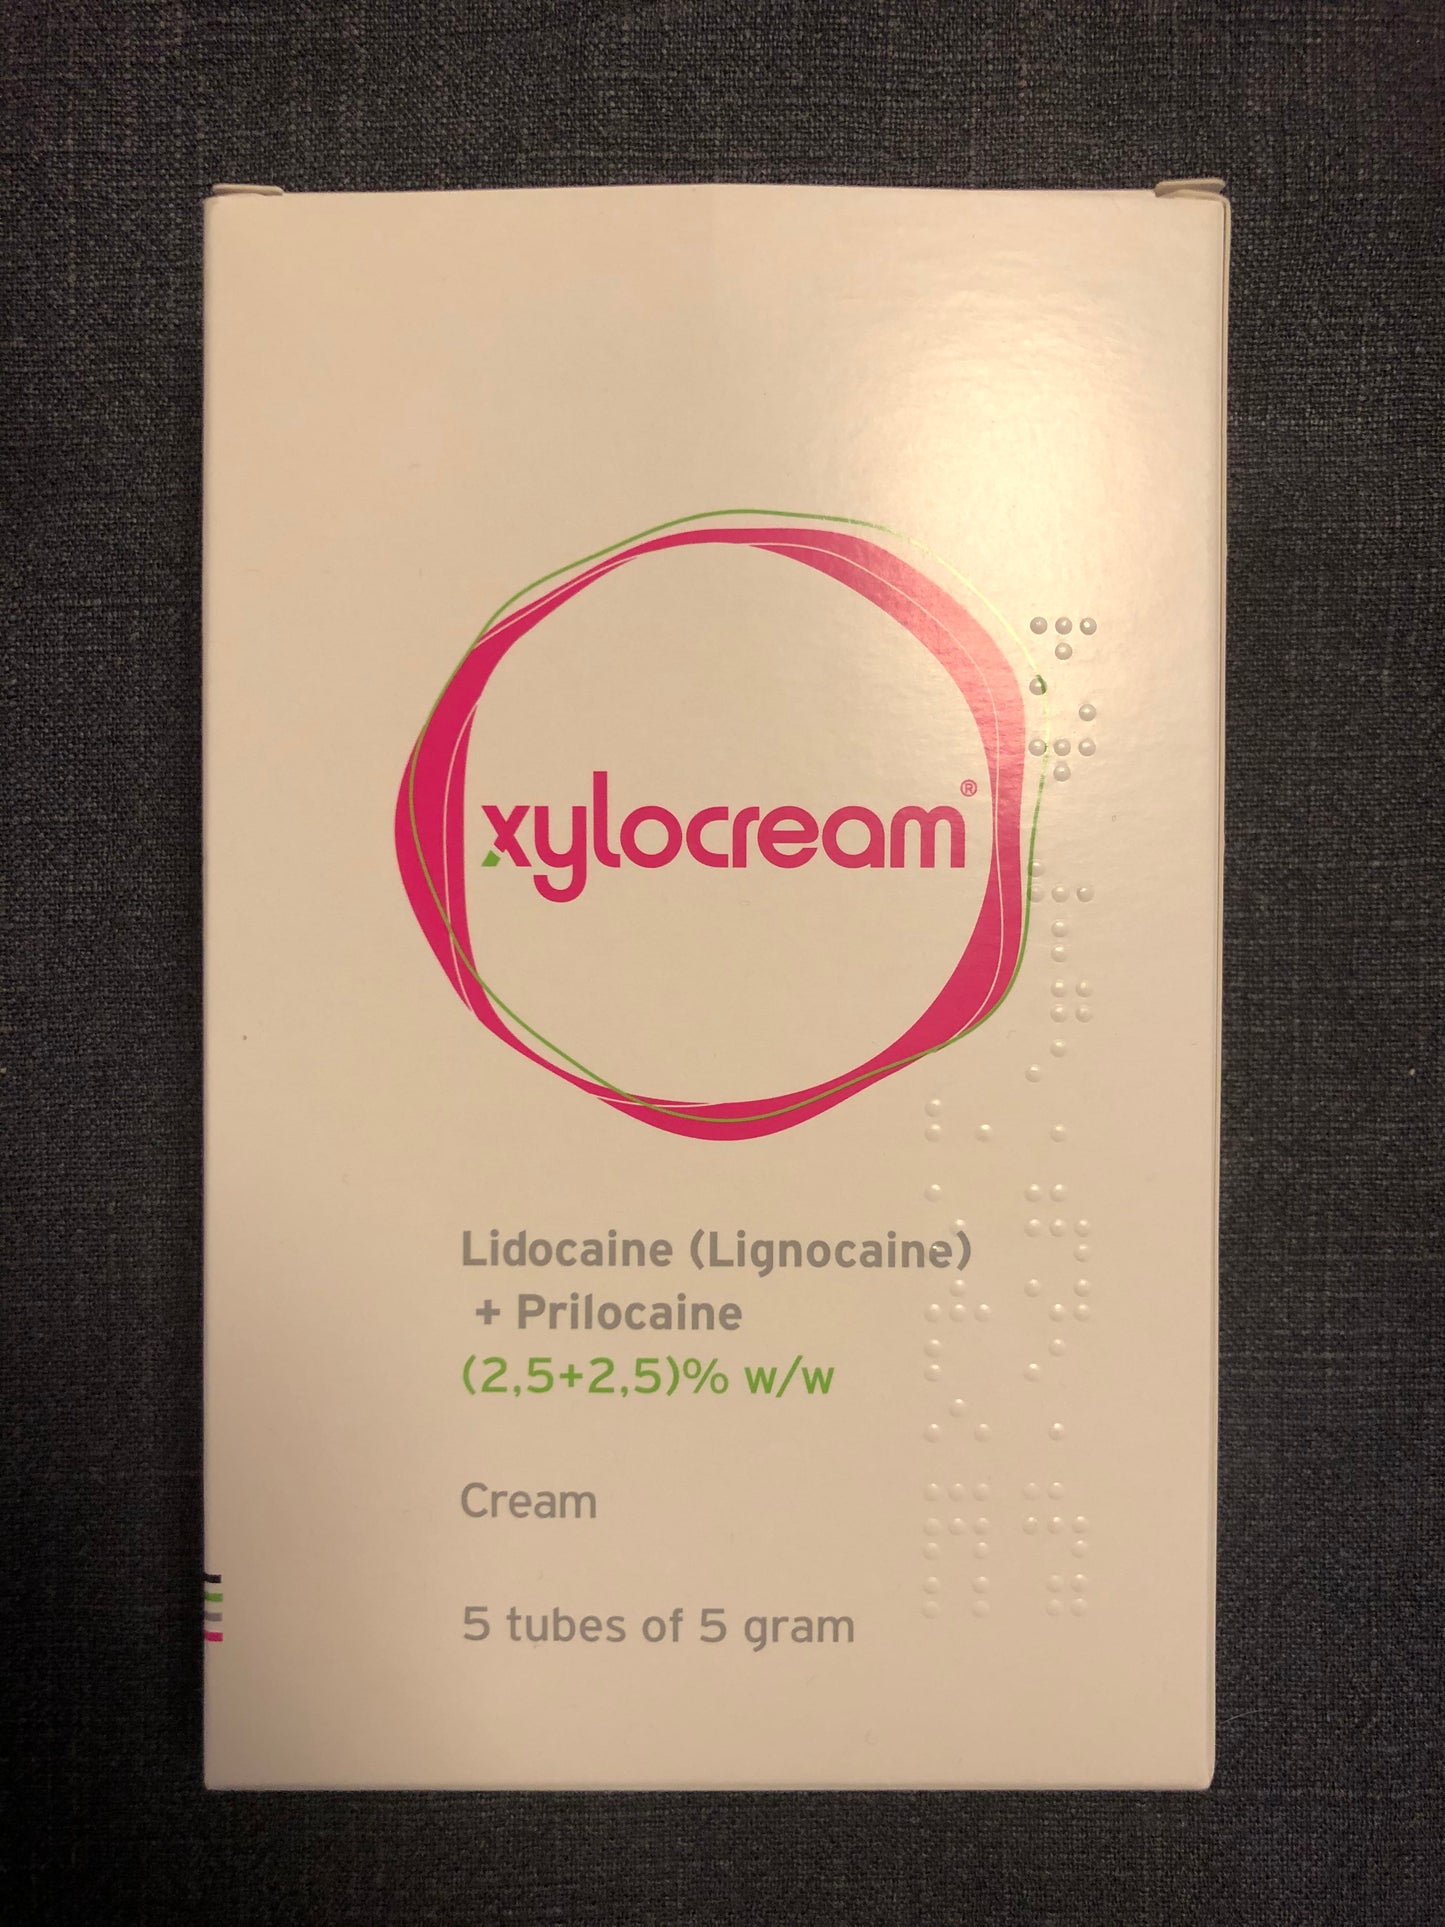 xylocream®
Lidocaine (Lignocaine)
+ Prilocaine
(2,5+2,5)% w/w
Cream
5 tubes of 5 gram